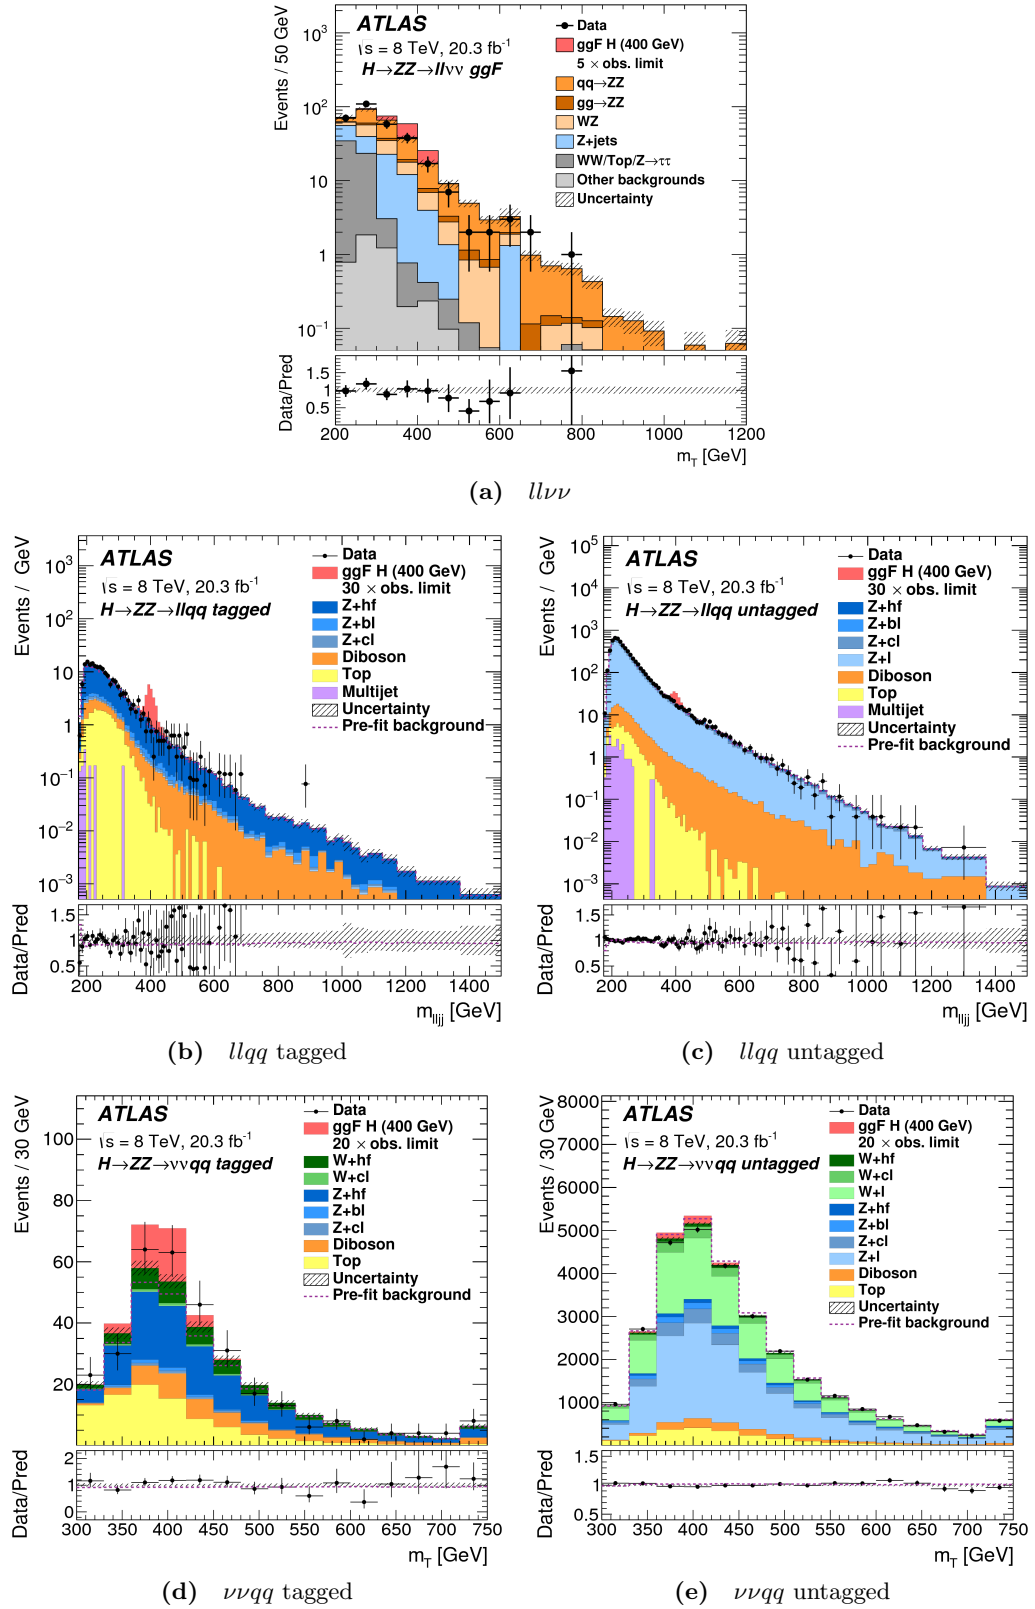 ATLAS
√s = 8 TeV, 20.3 fb⁻¹
H→ZZ→llνν ggF
Events / 50 GeV
10³
10²
10
1
10⁻¹
Data
ggF H (400 GeV)
5 × obs. limit
qq→ZZ
gg→ZZ
WZ
Z+jets
WW/Top/Z→ττ
Other backgrounds
Uncertainty
Data/Pred
1.5
1
0.5
200 400 600 800 1000 1200
m_T [GeV]
(a) llνν
ATLAS
√s = 8 TeV, 20.3 fb⁻¹
H→ZZ→llqq tagged
Events / GeV
10³
10²
10
1
10⁻¹
10⁻²
10⁻³
Data
ggF H (400 GeV)
30 × obs. limit
Z+hf
Z+bl
Z+cl
Diboson
Top
Multijet
Uncertainty
Pre-fit background
Data/Pred
1.5
1
0.5
200 400 600 800 1000 1200 1400
m_lljj [GeV]
(b) llqq tagged
ATLAS
√s = 8 TeV, 20.3 fb⁻¹
H→ZZ→llqq untagged
Events / GeV
10⁵
10⁴
10³
10²
10
1
10⁻¹
10⁻²
10⁻³
Data
ggF H (400 GeV)
30 × obs. limit
Z+hf
Z+bl
Z+cl
Z+l
Diboson
Top
Multijet
Uncertainty
Pre-fit background
Data/Pred
1.5
1
0.5
200 400 600 800 1000 1200 1400
m_lljj [GeV]
(c) llqq untagged
ATLAS
√s = 8 TeV, 20.3 fb⁻¹
H→ZZ→ννqq tagged
Events / 30 GeV
100
80
60
40
20
Data
ggF H (400 GeV)
20 × obs. limit
W+hf
W+cl
Z+hf
Z+bl
Z+cl
Diboson
Top
Uncertainty
Pre-fit background
Data/Pred
2
1
0
300 350 400 450 500 550 600 650 700 750
m_T [GeV]
(d) ννqq tagged
ATLAS
√s = 8 TeV, 20.3 fb⁻¹
H→ZZ→ννqq untagged
Events / 30 GeV
8000
7000
6000
5000
4000
3000
2000
1000
Data
ggF H (400 GeV)
20 × obs. limit
W+hf
W+cl
W+l
Z+hf
Z+bl
Z+cl
Z+l
Diboson
Top
Uncertainty
Pre-fit background
Data/Pred
1.5
1
0.5
300 350 400 450 500 550 600 650 700 750
m_T [GeV]
(e) ννqq untagged